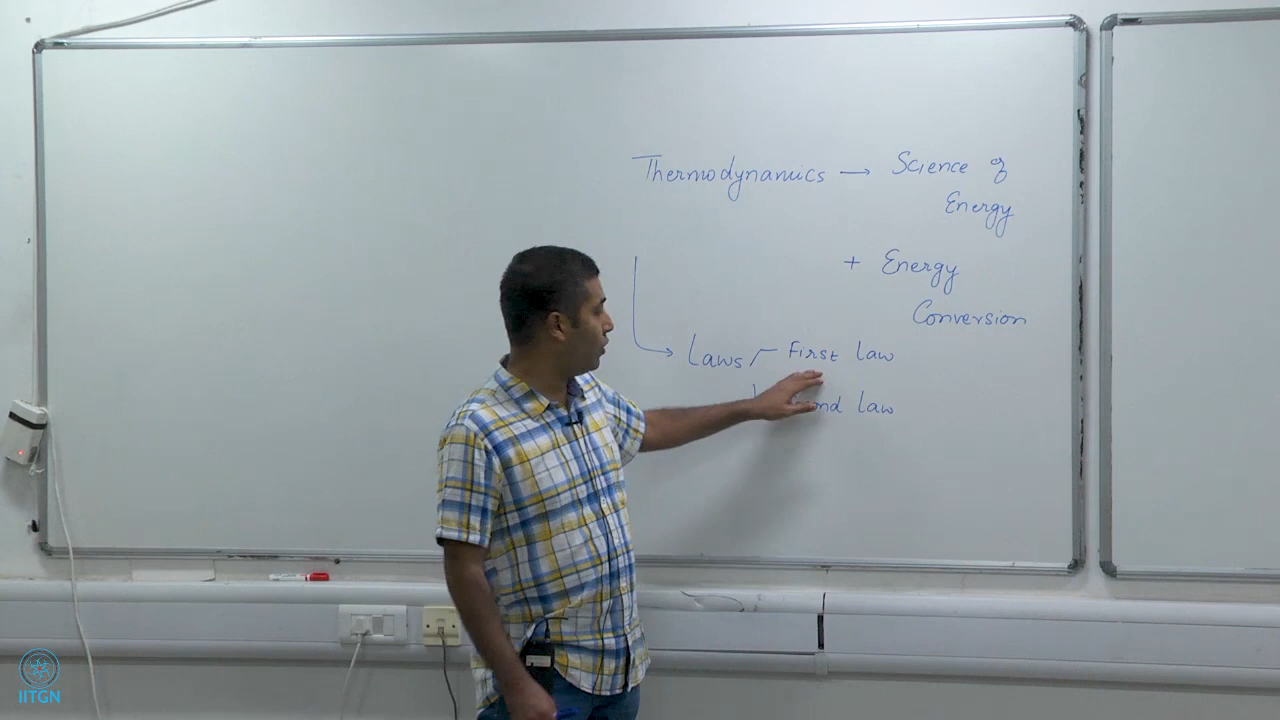 Thermodynamics → Science of
Energy
+ Energy
Conversion
Laws First law
law
IITGN